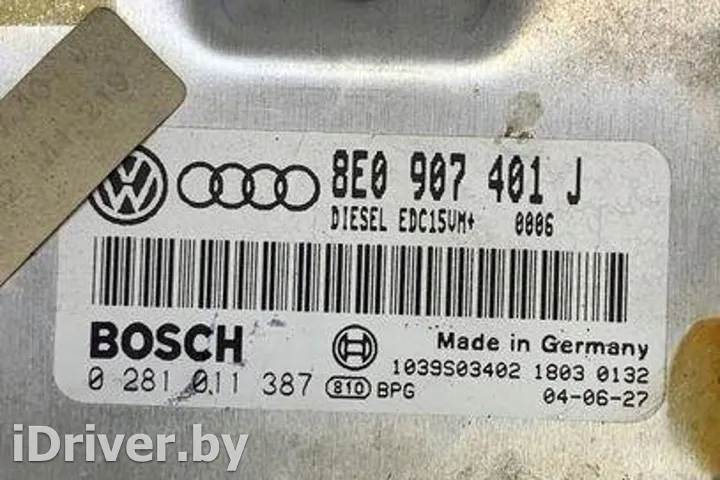 8E0 907 401 J
DIESEL EDC15VM+ 0006
BOSCH
Made in Germany
0 281 011 387
810 BPG
1039S03402 1803 0132
04-06-27
iDriver.by